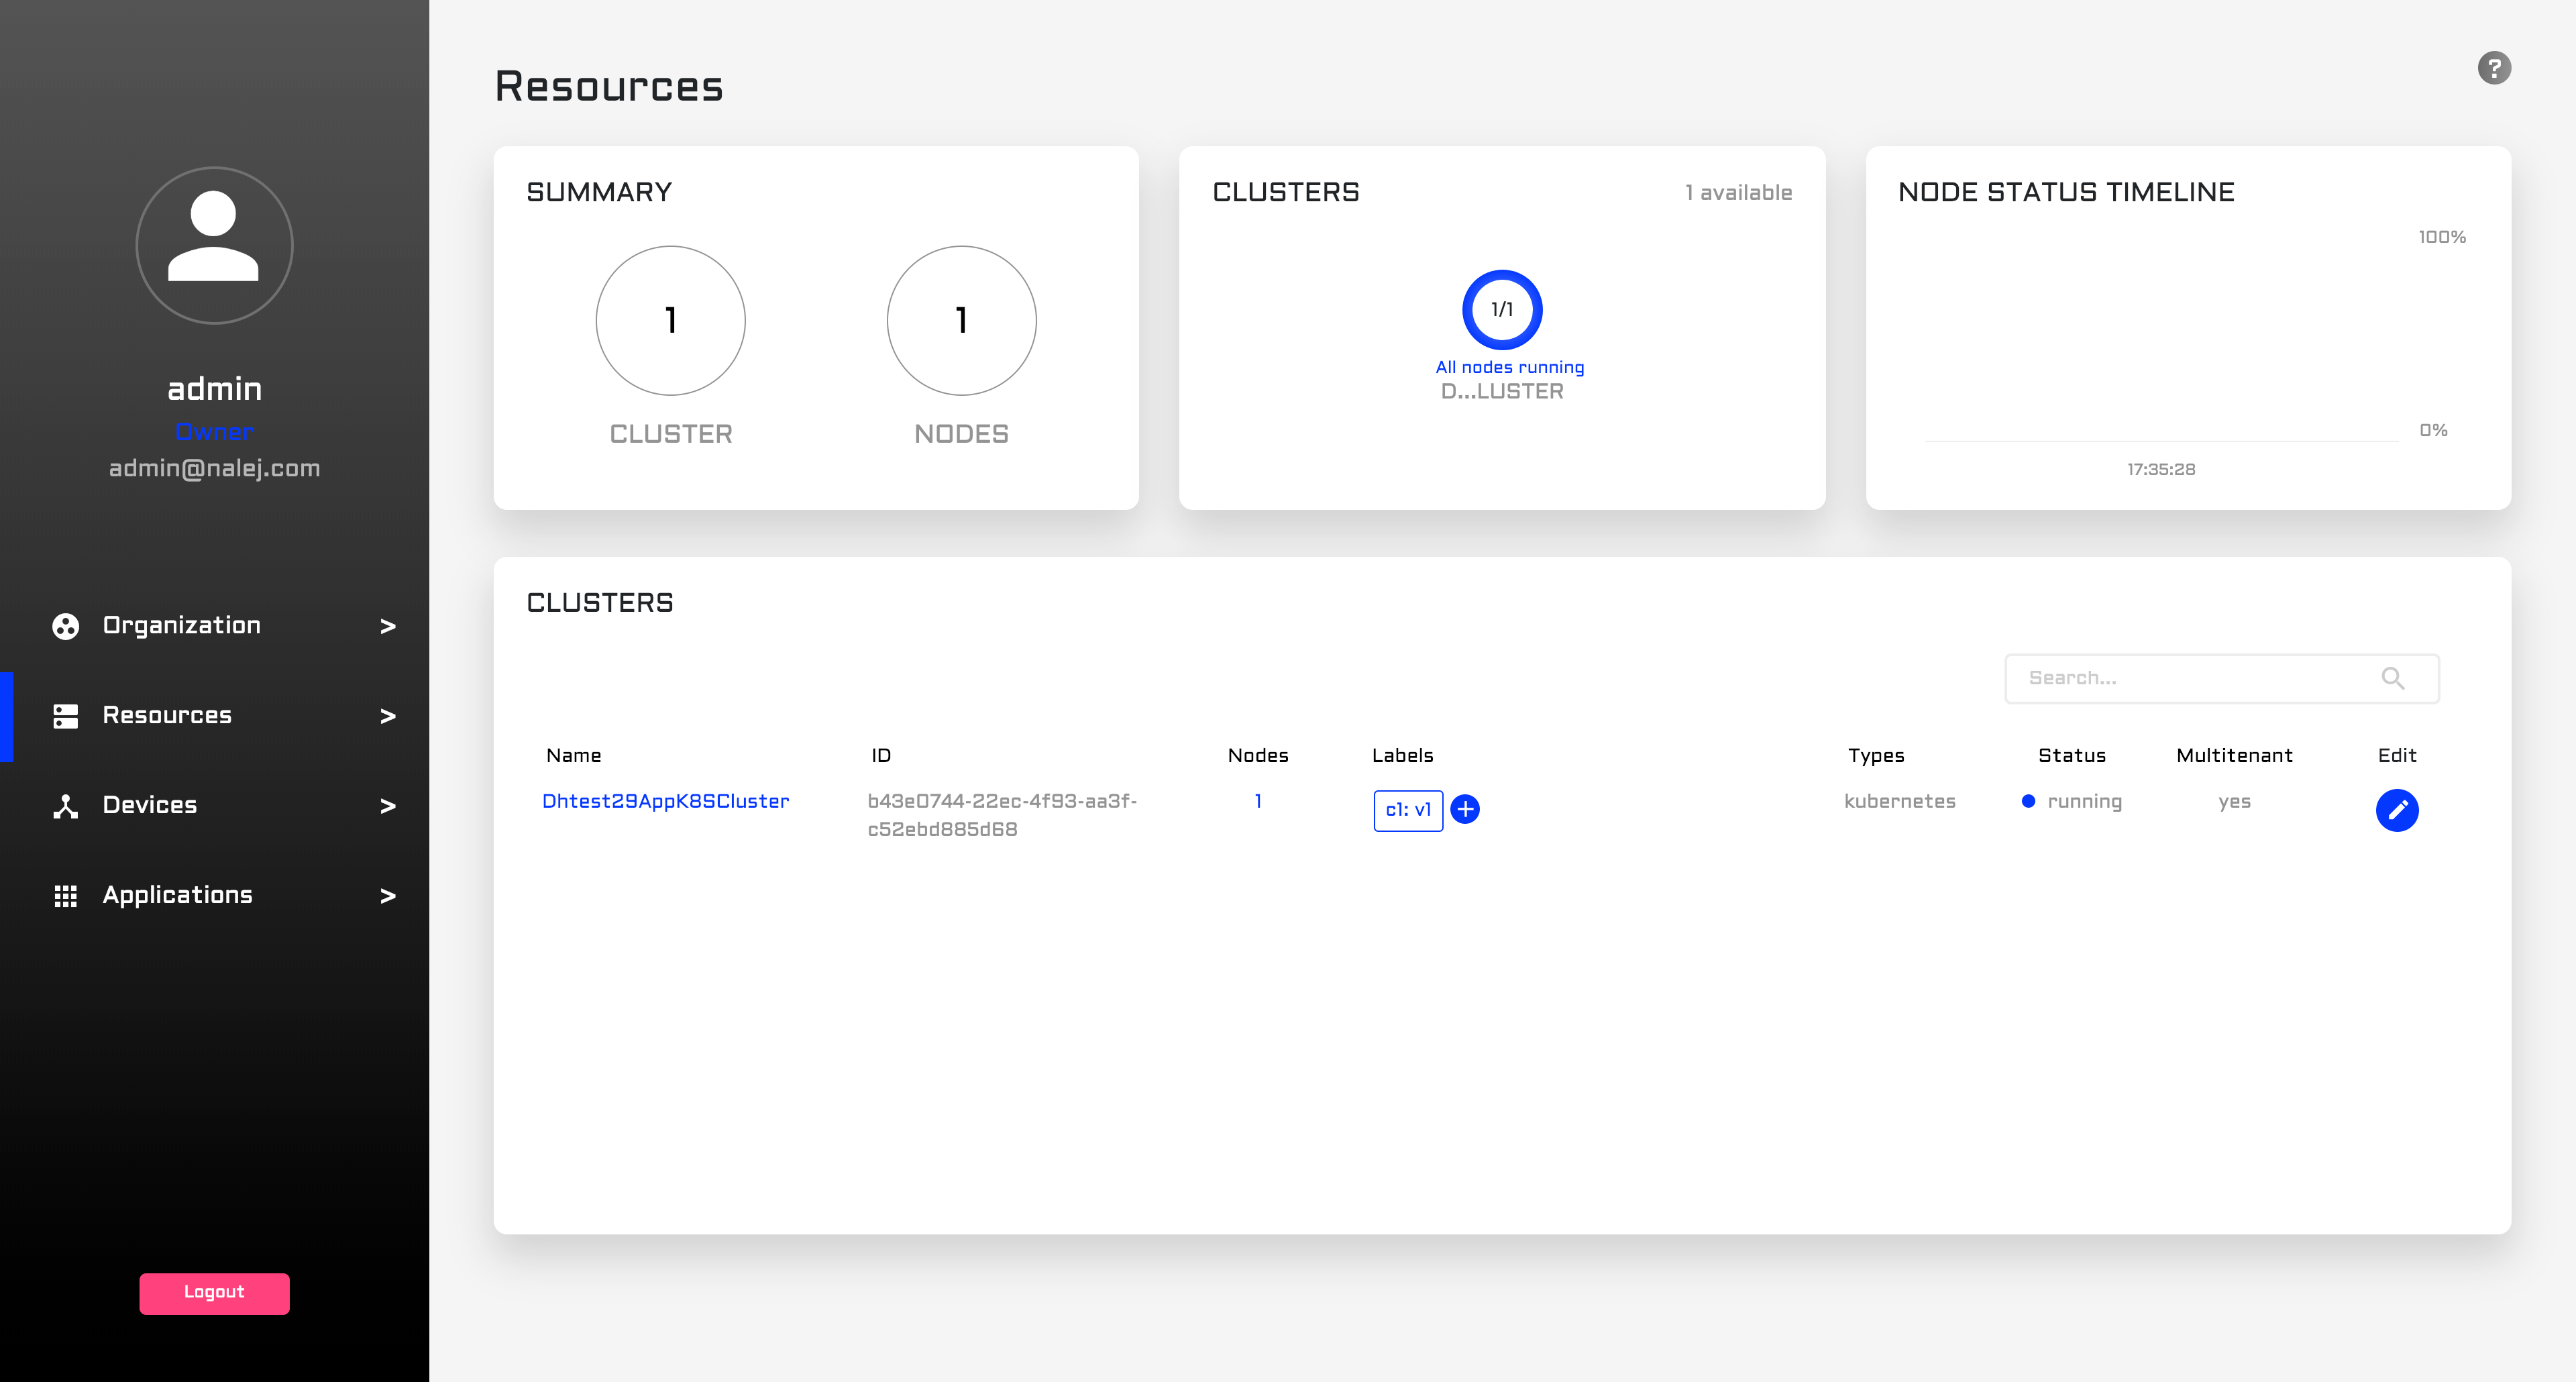 admin
Owner
admin@nalej.com
Organization >
Resources >
Devices >
Applications >
Logout
Resources
?
SUMMARY
1
CLUSTER
1
NODES
CLUSTERS
1 available
1/1
All nodes running
D...LUSTER
NODE STATUS TIMELINE
100%
0%
17:35:28
CLUSTERS
Search...
Name ID Nodes Labels Types Status Multitenant Edit
Dhtest29AppK8SCluster b43e0744-22ec-4f93-aa3f- 1 c1: v1 kubernetes running yes
c52ebd885d68